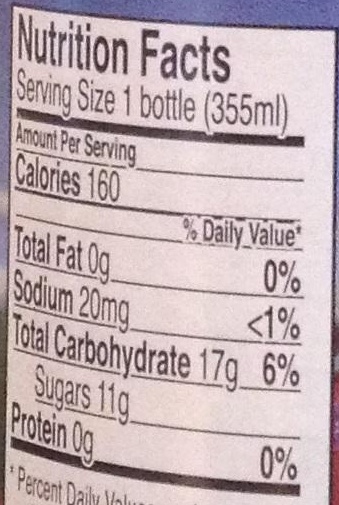 Nutrition Facts
Serving Size 1 bottle (355ml)
Amount Per Serving
Calories 160
% Daily Value*
Total Fat 0g 0%
Sodium 20mg <1%
Total Carbohydrate 17g 6%
Sugars 11g
Protein 0g 0%
* Percent Daily